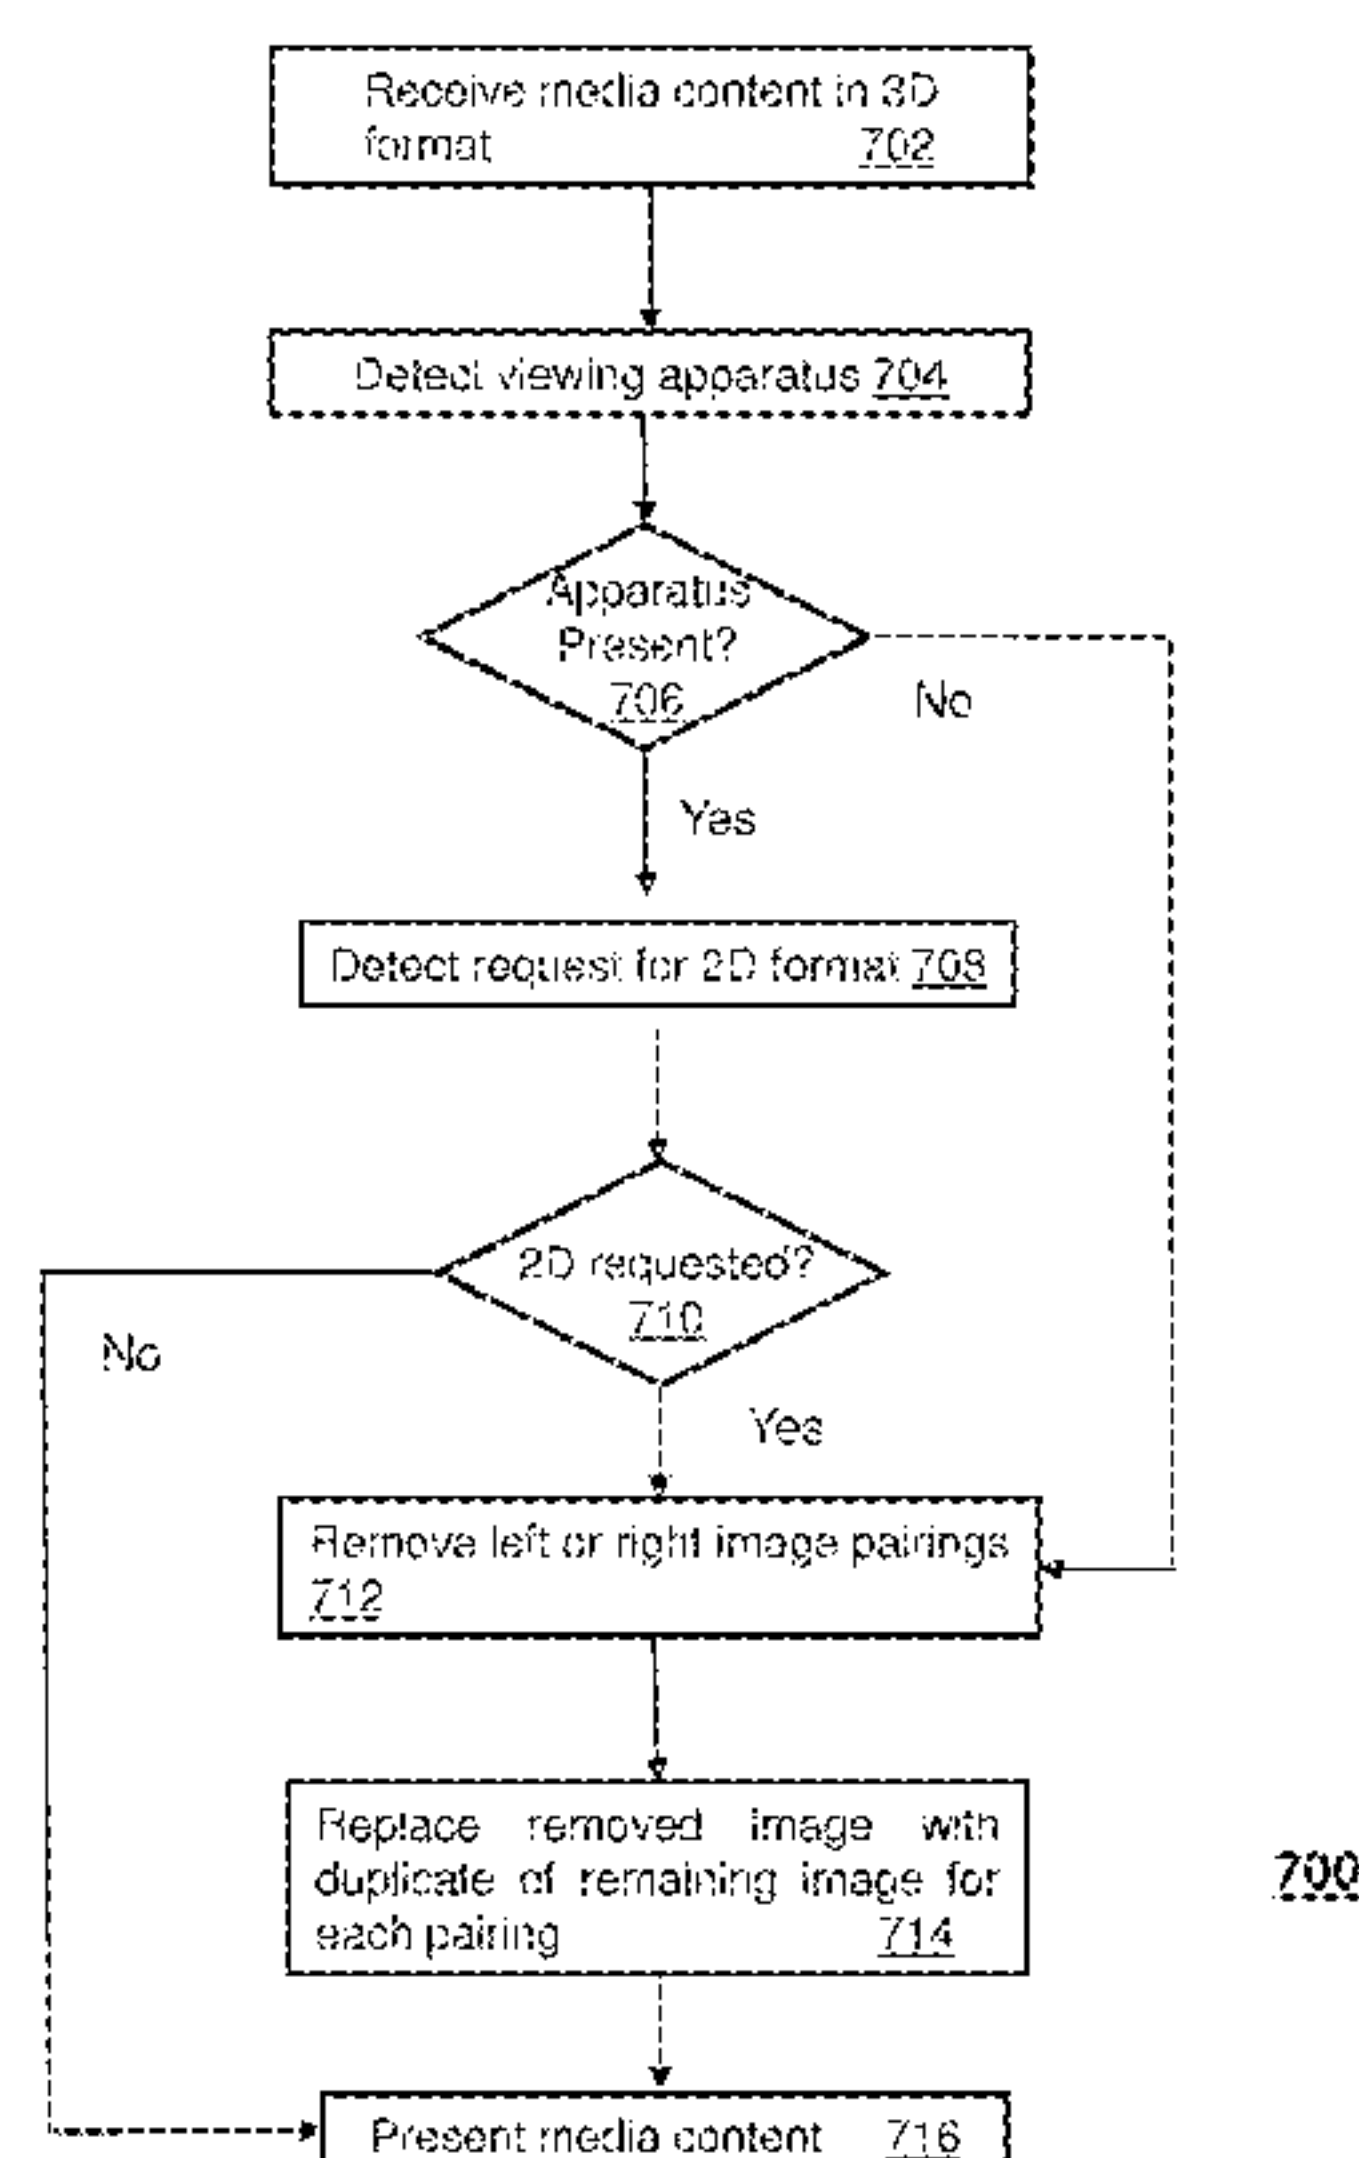 Receive media content in 3D
format 702
Detect viewing apparatus 704
Apparatus
Present?
706
No
Yes
Detect request for 2D format 708
2D requested?
710
No
Yes
Remove left or right image pairings
712
Replace removed image with
duplicate of remaining image for
each pairing 714
700
Present media content 716